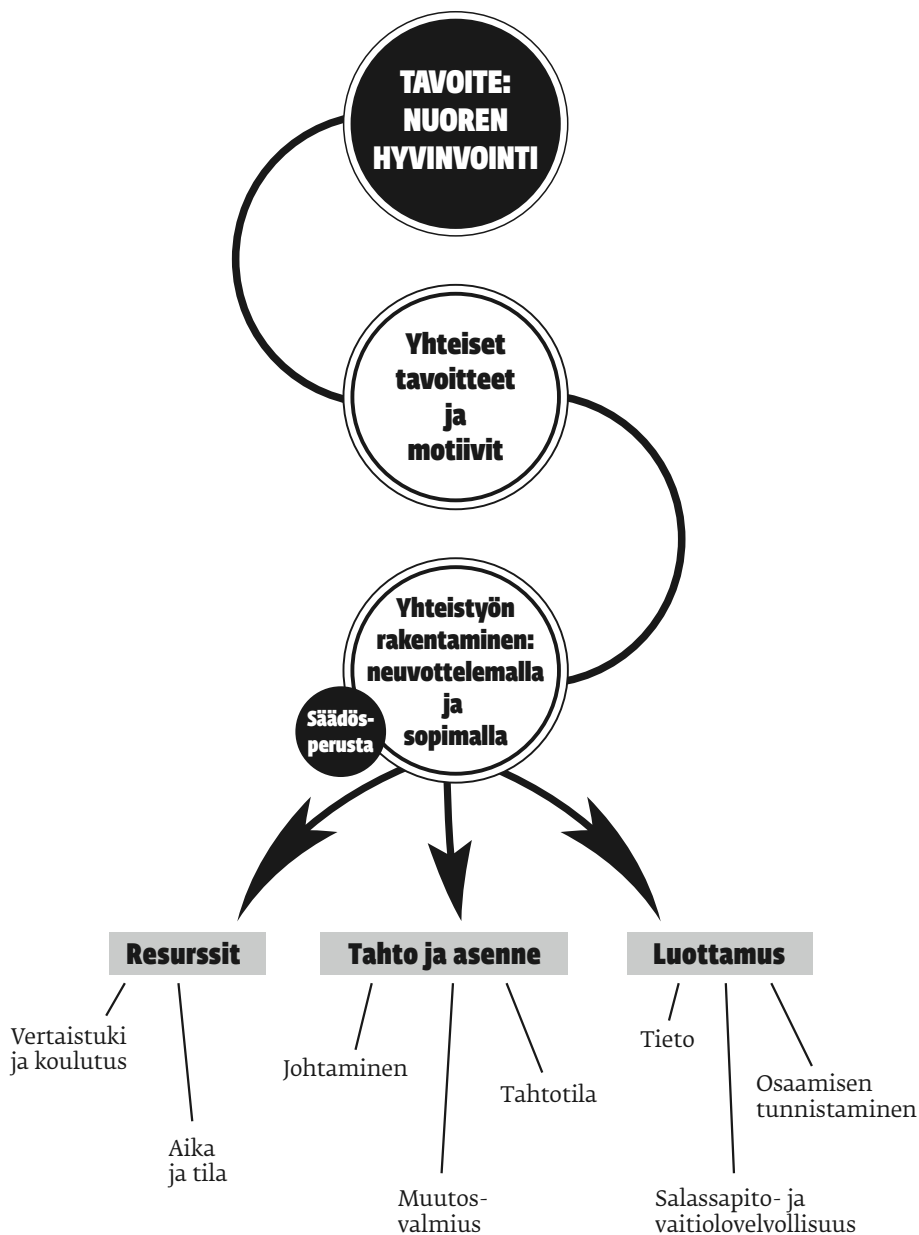 TAVOITE:
NUOREN
HYVINVOINTI
Yhteiset
tavoitteet
ja
motiivit
Yhteistyön
rakentaminen:
neuvottelemalla
ja
sopimalla
Säädös-
perusta
Resurssit
Tahto ja asenne
Luottamus
Vertaistuki
ja koulutus
Aika
ja tila
Johtaminen
Muutos-
valmius
Tahtotila
Tieto
Salassapito- ja
vaitiolovelvollisuus
Osaamisen
tunnistaminen